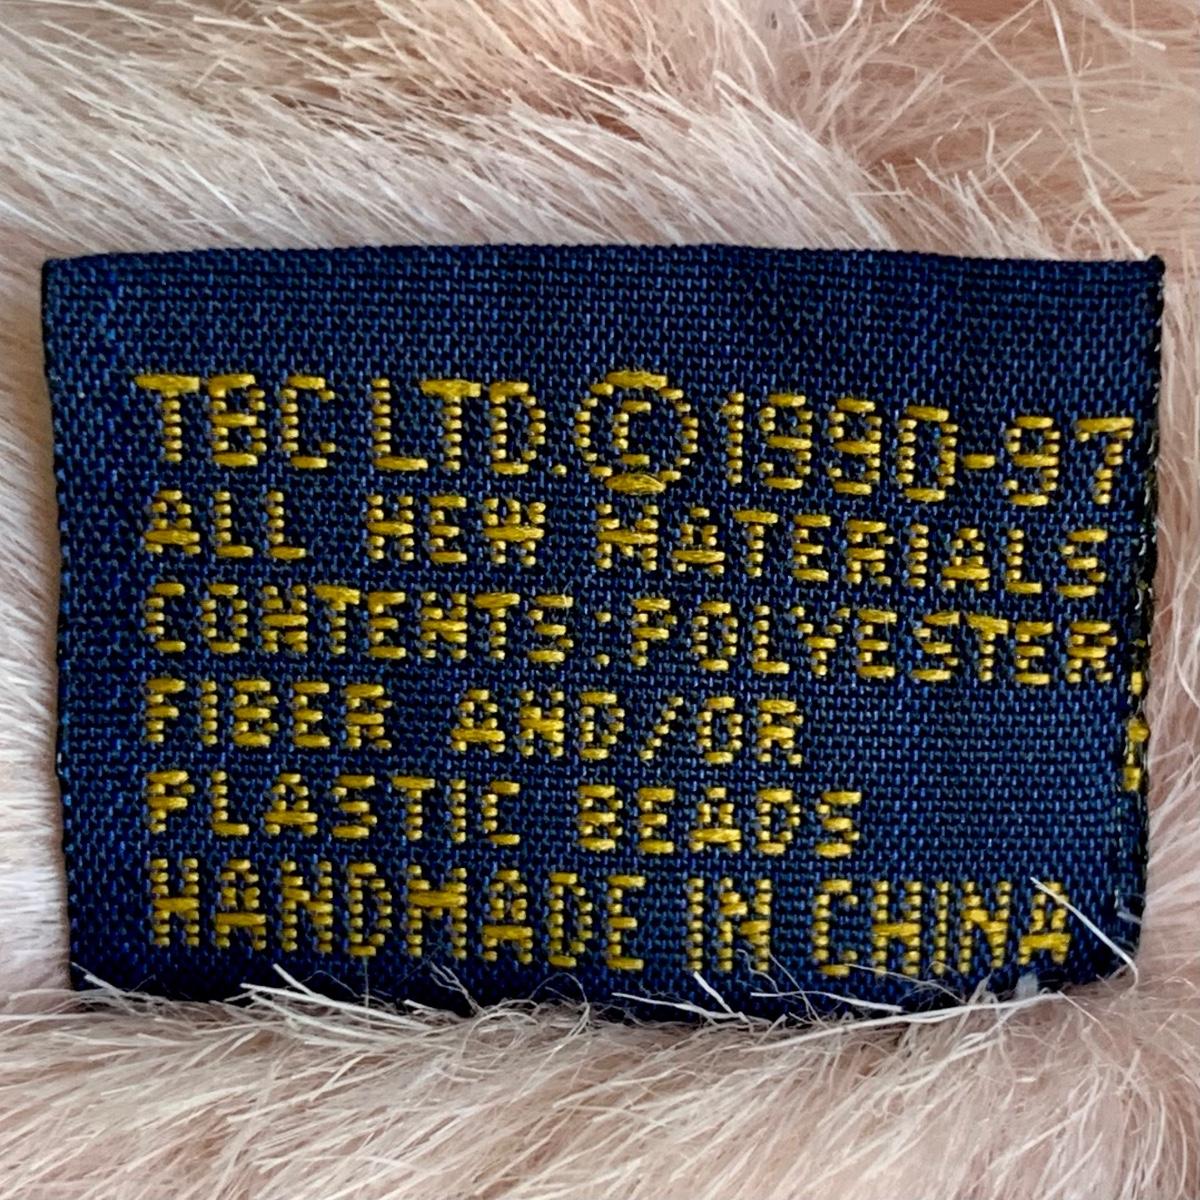 TBC LTD. © 1990-97
ALL NEW MATERIALS
CONTENTS:POLYESTER
FIBER AND/OR
PLASTIC BEADS
HANDMADE IN CHINA